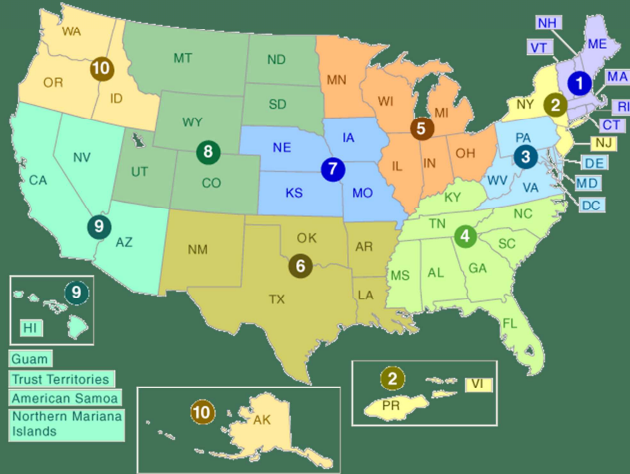 NH
WA
ME
MT
ND
VT
MN
10
OR
1
MA
ID
WI
SD
NY
2
MI
RI
WY
5
CT
PA
IA
NJ
NE
8
3
NV
OH
DE
IL
IN
UT
7
CO
WV
MD
CA
VA
KS
MO
KY
DC
NC
9
TN
OK
4
AZ
NM
AR
SC
6
GA
MS
AL
9
LA
TX
FL
HI
Guam
Trust Territories
2
VI
American Samoa
PR
10
Northern Mariana
Islands
AK